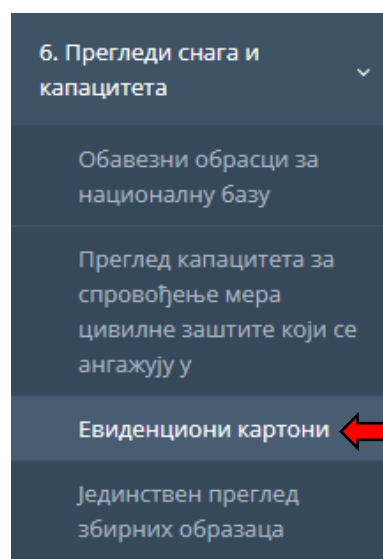 6. Прегледи снага и
капацитета
Обавезни обрасци за
националну базу
Преглед капацитета за
спровођење мера
цивилне заштите који се
ангажују у
Евиденциони картони
Јединствен преглед
збирних образаца